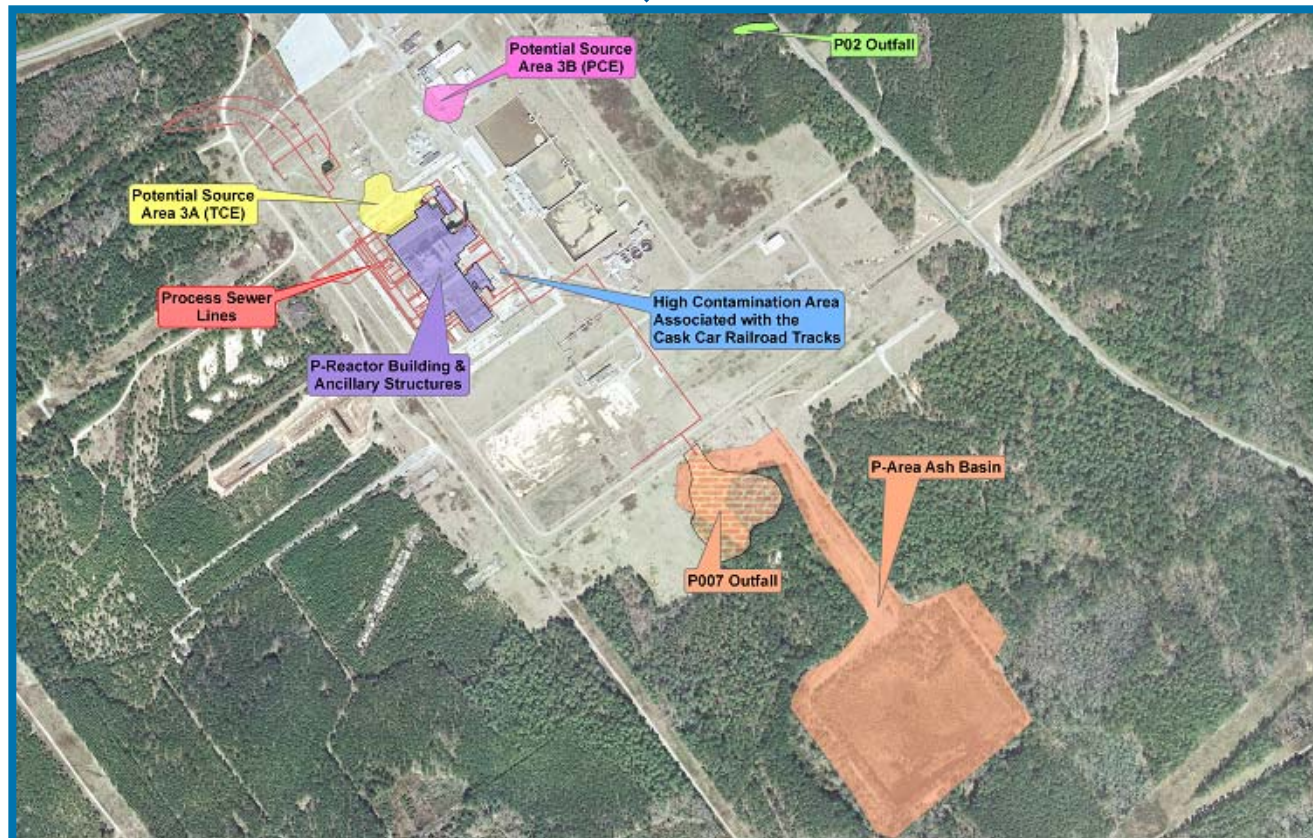 Potential Source
Area 3B (PCE)
P02 Outfall
Potential Source
Area 3A (TCE)
Process Sewer
Lines
High Contamination Area
Associated with the
Cask Car Railroad Tracks
P-Reactor Building &
Ancillary Structures
P-Area Ash Basin
P007 Outfall